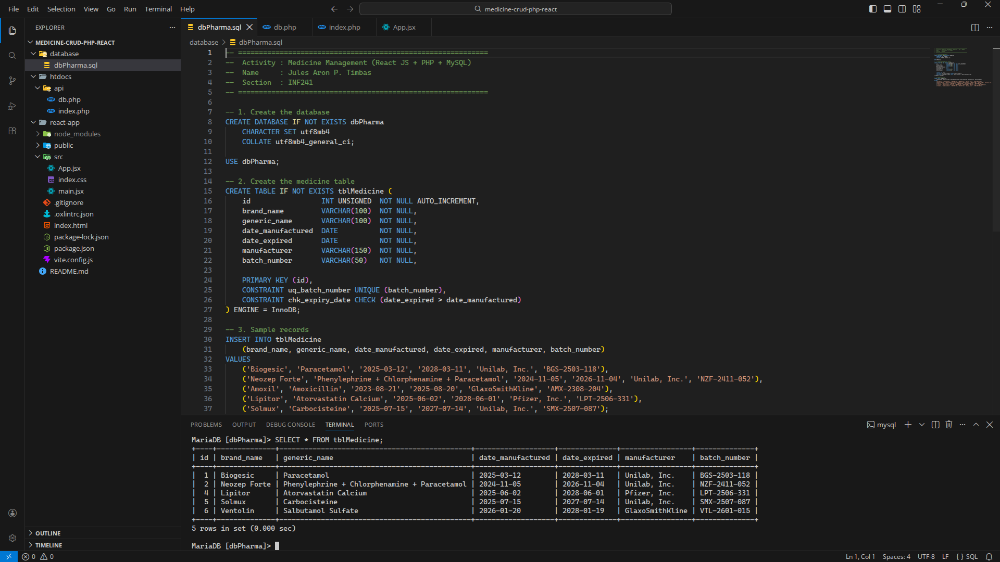 File Edit Selection View Go Run Terminal Help
medicine-crud-php-react
EXPLORER
MEDICINE-CRUD-PHP-REACT
database
dbPharma.sql
htdocs
api
db.php
index.php
react-app
node_modules
public
src
App.jsx
index.css
main.jsx
.gitignore
.oxlintrc.json
index.html
package-lock.json
package.json
vite.config.js
README.md
OUTLINE
TIMELINE
dbPharma.sql db.php index.php App.jsx
database > dbPharma.sql
1 -- ============================================================
2 --  Activity : Medicine Management (React JS + PHP + MySQL)
3 --  Name     : Jules Aron P. Timbas
4 --  Section  : INF241
5 -- ============================================================
6
7 -- 1. Create the database
8 CREATE DATABASE IF NOT EXISTS dbPharma
9     CHARACTER SET utf8mb4
10     COLLATE utf8mb4_general_ci;
11
12 USE dbPharma;
13
14 -- 2. Create the medicine table
15 CREATE TABLE IF NOT EXISTS tblMedicine (
16     id                 INT UNSIGNED  NOT NULL AUTO_INCREMENT,
17     brand_name         VARCHAR(100)  NOT NULL,
18     generic_name       VARCHAR(100)  NOT NULL,
19     date_manufactured  DATE          NOT NULL,
20     date_expired       DATE          NOT NULL,
21     manufacturer       VARCHAR(150)  NOT NULL,
22     batch_number       VARCHAR(50)   NOT NULL,
23
24     PRIMARY KEY (id),
25     CONSTRAINT uq_batch_number UNIQUE (batch_number),
26     CONSTRAINT chk_expiry_date CHECK (date_expired > date_manufactured)
27 ) ENGINE = InnoDB;
28
29 -- 3. Sample records
30 INSERT INTO tblMedicine
31     (brand_name, generic_name, date_manufactured, date_expired, manufacturer, batch_number)
32 VALUES
33     ('Biogesic', 'Paracetamol', '2025-03-12', '2028-03-11', 'Unilab, Inc.', 'BGS-2503-118'),
34     ('Neozep Forte', 'Phenylephrine + Chlorphenamine + Paracetamol', '2024-11-05', '2026-11-04', 'Unilab, Inc.', 'NZF-2411-052'),
35     ('Amoxil', 'Amoxicillin', '2023-08-21', '2025-08-20', 'GlaxoSmithKline', 'AMX-2308-204'),
36     ('Lipitor', 'Atorvastatin Calcium', '2025-06-02', '2028-06-01', 'Pfizer, Inc.', 'LPT-2506-331'),
37     ('Solmux', 'Carbocisteine', '2025-07-15', '2027-07-14', 'Unilab, Inc.', 'SMX-2507-087');
PROBLEMS OUTPUT DEBUG CONSOLE TERMINAL PORTS
mysql
MariaDB [dbPharma]> SELECT * FROM tblMedicine;
+----+--------------+----------------------------------------------+-------------------+--------------+-----------------+--------------+
| id | brand_name   | generic_name                                 | date_manufactured | date_expired | manufacturer    | batch_number |
+----+--------------+----------------------------------------------+-------------------+--------------+-----------------+--------------+
|  1 | Biogesic     | Paracetamol                                  | 2025-03-12        | 2028-03-11   | Unilab, Inc.    | BGS-2503-118 |
|  2 | Neozep Forte | Phenylephrine + Chlorphenamine + Paracetamol | 2024-11-05        | 2026-11-04   | Unilab, Inc.    | NZF-2411-052 |
|  4 | Lipitor      | Atorvastatin Calcium                         | 2025-06-02        | 2028-06-01   | Pfizer, Inc.    | LPT-2506-331 |
|  5 | Solmux       | Carbocisteine                                | 2025-07-15        | 2027-07-14   | Unilab, Inc.    | SMX-2507-087 |
|  6 | Ventolin     | Salbutamol Sulfate                           | 2026-01-20        | 2028-01-19   | GlaxoSmithKline | VTL-2601-015 |
+----+--------------+----------------------------------------------+-------------------+--------------+-----------------+--------------+
5 rows in set (0.000 sec)
MariaDB [dbPharma]>
0 0
Ln 1, Col 1 Spaces: 4 UTF-8 LF { } SQL